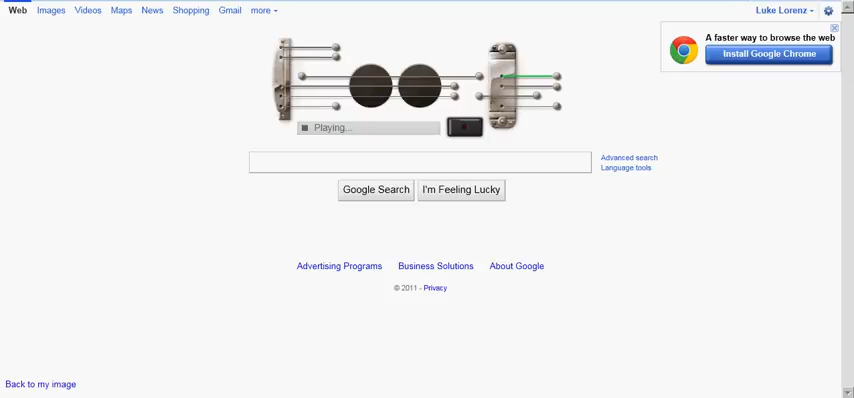 Web Images Videos Maps News Shopping Gmail more
Luke Lorenz
A faster way to browse the web
Install Google Chrome
Playing...
Advanced search
Language tools
Google Search I'm Feeling Lucky
Advertising Programs Business Solutions About Google
© 2011 - Privacy
Back to my image